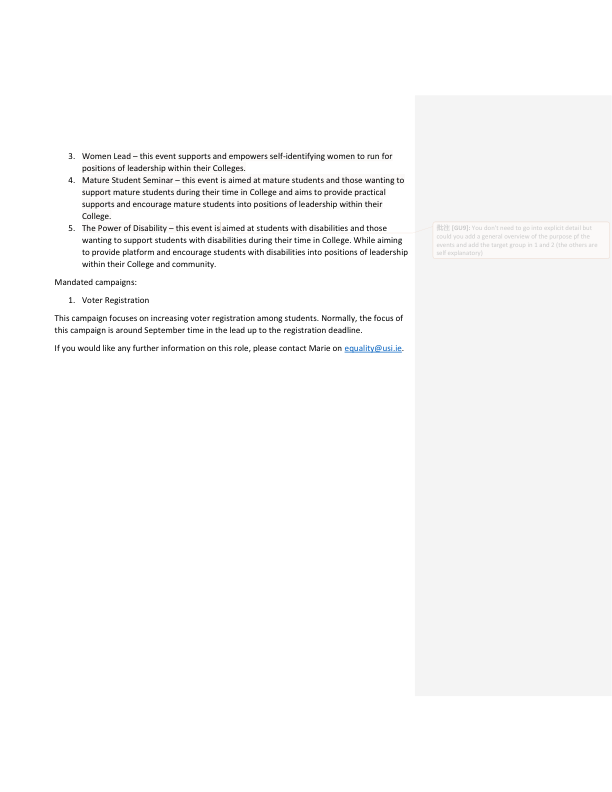 3. Women Lead – this event supports and empowers self-identifying women to run for
positions of leadership within their Colleges.
4. Mature Student Seminar – this event is aimed at mature students and those wanting to
support mature students during their time in College and aims to provide practical
supports and encourage mature students into positions of leadership within their
College.
5. The Power of Disability – this event is aimed at students with disabilities and those
wanting to support students with disabilities during their time in College. While aiming
to provide platform and encourage students with disabilities into positions of leadership
within their College and community.
Mandated campaigns:
1. Voter Registration
This campaign focuses on increasing voter registration among students. Normally, the focus of
this campaign is around September time in the lead up to the registration deadline.
If you would like any further information on this role, please contact Marie on equality@usi.ie.
批注 You don't need to go into explicit detail but
could you add a general overview of the purpose pf the
events and add the target group in 1 and 2 (the others are
self explanatory)